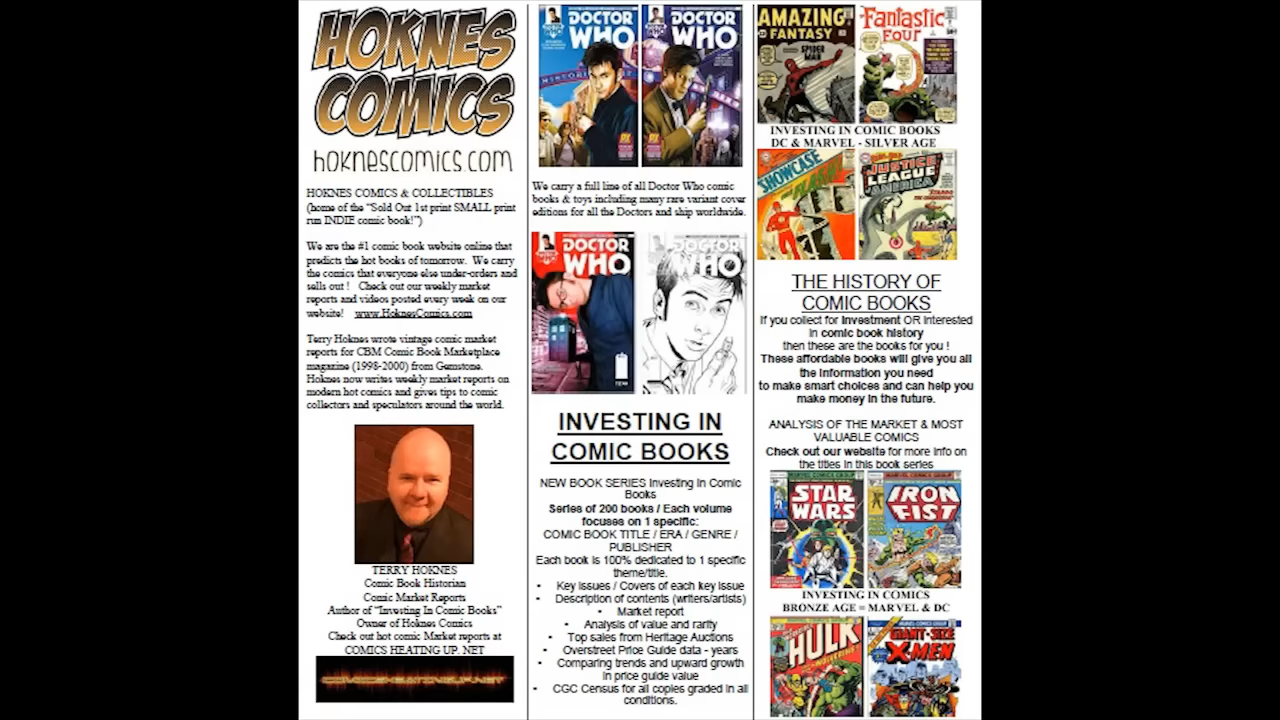 HOKNES
COMICS
hoknescomics.com
HOKNES COMICS & COLLECTIBLES
(home of the “Sold Out 1st print SMALL print
run INDIE comic book!”)
We are the #1 comic book website online that
predicts the hot books of tomorrow. We carry
the comics that everyone else under-orders and
sells out ! Check out our weekly market
reports and videos posted every week on our
website! www.HoknesComics.com
Terry Hoknes wrote vintage comic market
reports for CBM Comic Book Marketplace
magazine (1998-2000) from Gemstone.
Hoknes now writes weekly market reports on
modern hot comics and gives tips to comic
collectors and speculators around the world.
TERRY HOKNES
Comic Book Historian
Comic Market Reports
Author of “Investing In Comic Books”
Owner of Hoknes Comics
Check out hot comic Market reports at
COMICS HEATING UP. NET
COMICSHEATINGUP.NET
DOCTOR
WHO
DOCTOR
WHO
We carry a full line of all Doctor Who comic
books & toys including many rare variant cover
editions for all the Doctors and ship worldwide.
DOCTOR
WHO
DOCTOR
WHO
INVESTING IN
COMIC BOOKS
NEW BOOK SERIES Investing In Comic
Books
Series of 200 books / Each volume
focuses on 1 specific:
COMIC BOOK TITLE / ERA / GENRE /
PUBLISHER
Each book is 100% dedicated to 1 specific
theme/title.
• Key Issues / Covers of each key issue
• Description of contents (writers/artists)
• Market report
• Analysis of value and rarity
• Top sales from Heritage Auctions
• Overstreet Price Guide data - years
• Comparing trends and upward growth
in price guide value
• CGC Census for all copies graded in all
conditions.
AMAZING
FANTASY
SPIDER
MAN
Fantastic
Four
INVESTING IN COMIC BOOKS
DC & MARVEL - SILVER AGE
SHOWCASE
FLASH
JUSTICE
LEAGUE
AMERICA
THE HISTORY OF
COMIC BOOKS
If you collect for Investment OR Interested
in comic book history
then these are the books for you !
These affordable books will give you all
the information you need
to make smart choices and can help you
make money in the future.
ANALYSIS OF THE MARKET & MOST
VALUABLE COMICS
Check out our website for more info on
the titles in this book series
STAR
WARS
IRON
FIST
INVESTING IN COMICS
BRONZE AGE = MARVEL & DC
HULK
GIANT-SIZE
X-MEN